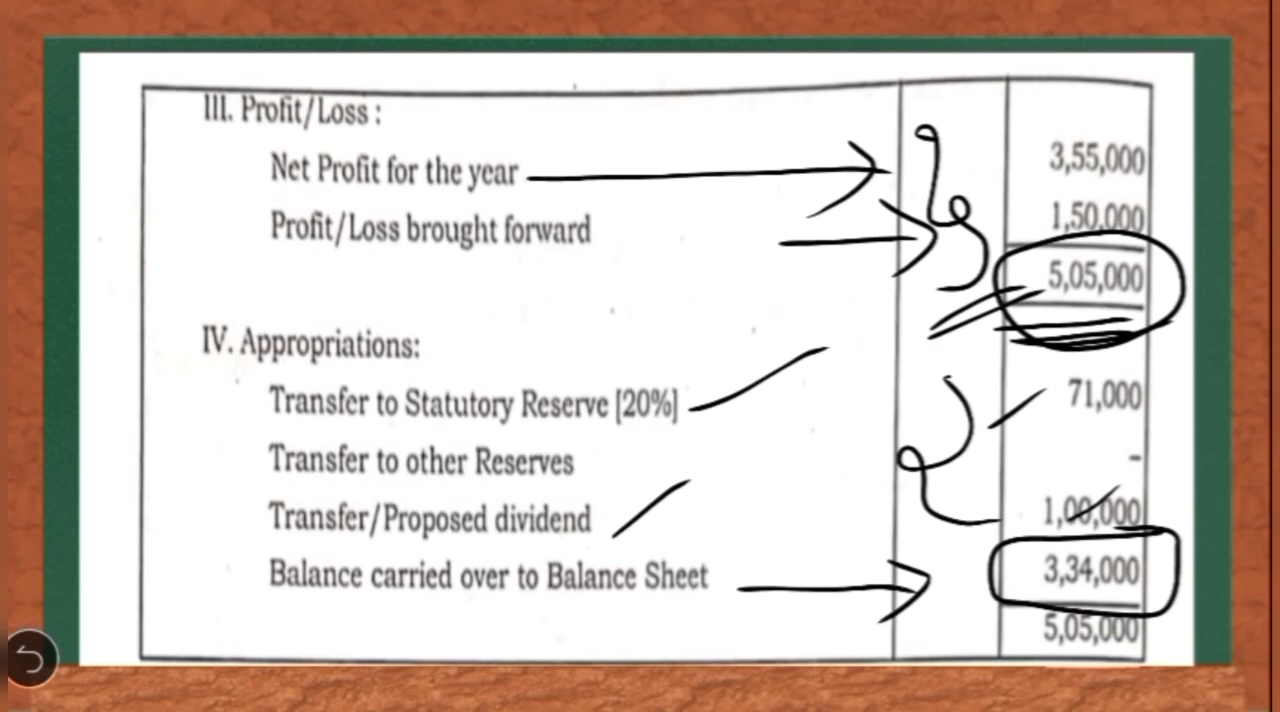 III. Profit/Loss :
Net Profit for the year 3,55,000
Profit/Loss brought forward 1,50,000
5,05,000
IV. Appropriations:
Transfer to Statutory Reserve [20%] 71,000
Transfer to other Reserves -
Transfer/Proposed dividend 1,00,000
Balance carried over to Balance Sheet 3,34,000
5,05,000